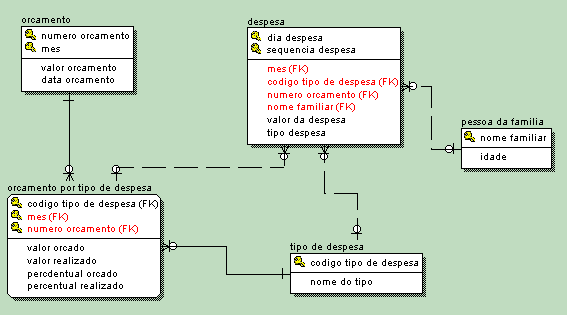 orcamento
numero orcamento
mes
valor orcamento
data orcamento
despesa
dia despesa
sequencia despesa
mes (FK)
codigo tipo de despesa (FK)
numero orcamento (FK)
nome familiar (FK)
valor da despesa
tipo despesa
pessoa da familia
nome familiar
idade
orcamento por tipo de despesa
codigo tipo de despesa (FK)
mes (FK)
numero orcamento (FK)
valor orcado
valor realizado
percdentual orcado
percentual realizado
tipo de despesa
codigo tipo de despesa
nome do tipo